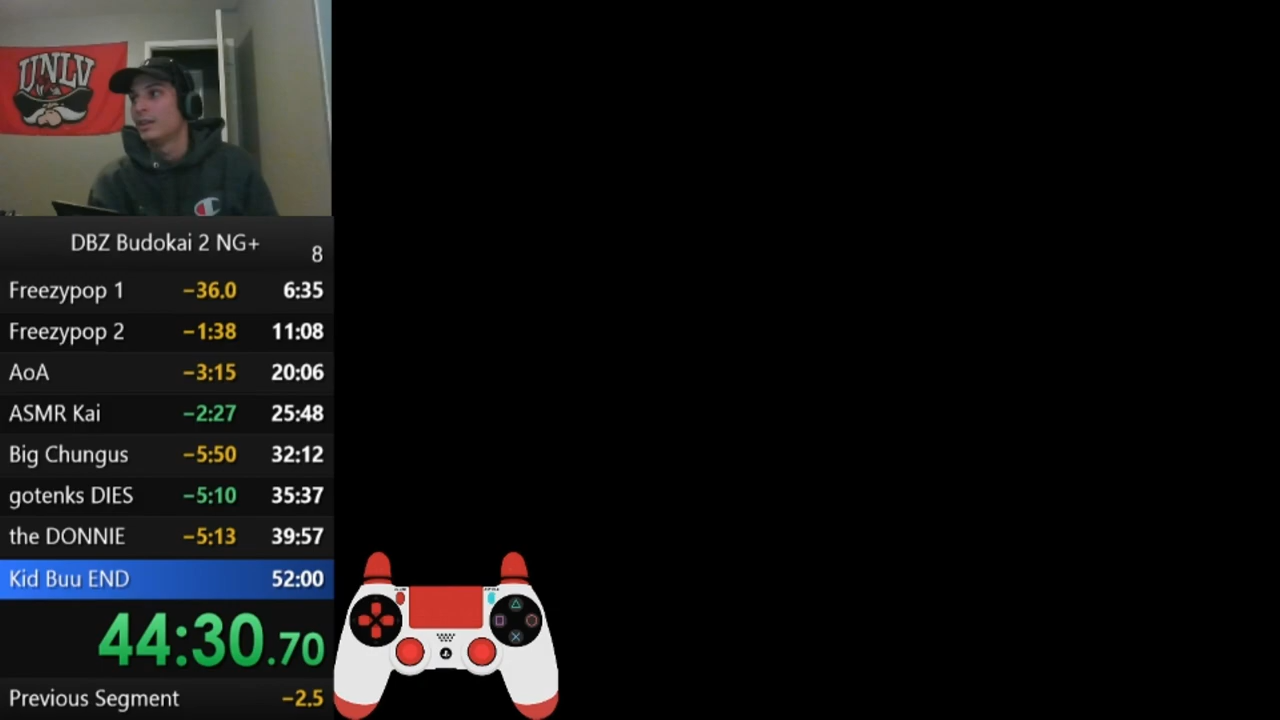 UNLV
DBZ Budokai 2 NG+
8
Freezypop 1 −36.0 6:35
Freezypop 2 −1:38 11:08
AoA −3:15 20:06
ASMR Kai −2:27 25:48
Big Chungus −5:50 32:12
gotenks DIES −5:10 35:37
the DONNIE −5:13 39:57
Kid Buu END 52:00
44:30.70
Previous Segment −2.5